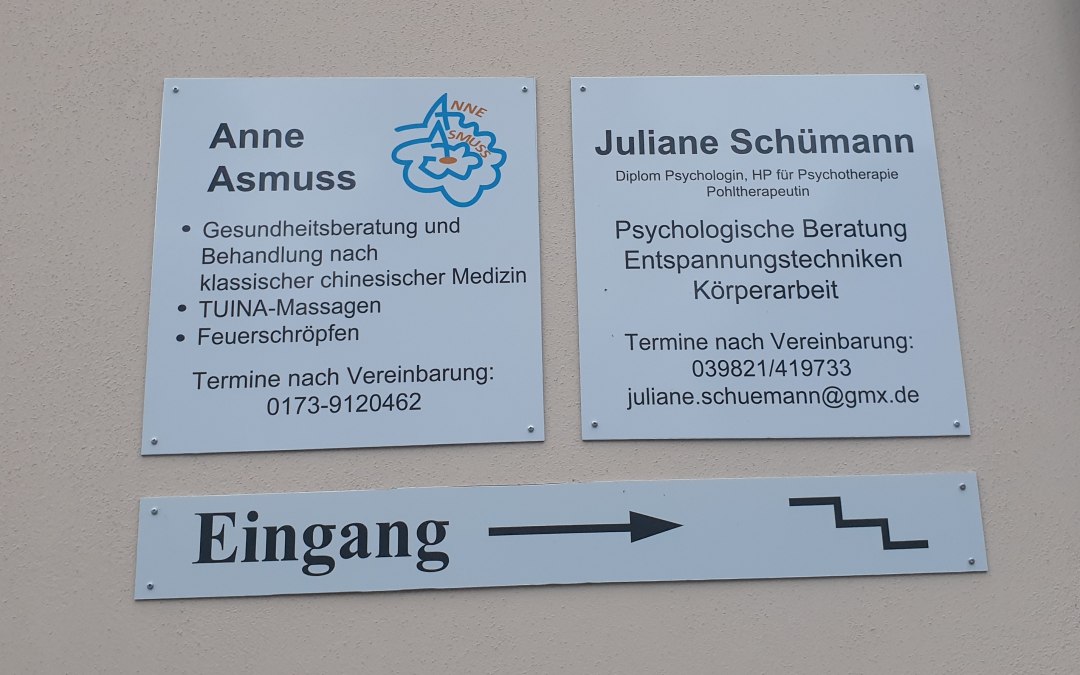 Anne
Asmuss
ANNE
ASMUSS
• Gesundheitsberatung und
Behandlung nach
klassischer chinesischer Medizin
• TUINA-Massagen
• Feuerschröpfen
Termine nach Vereinbarung:
0173-9120462
Juliane Schümann
Diplom Psychologin, HP für Psychotherapie
Pohltherapeutin
Psychologische Beratung
Entspannungstechniken
Körperarbeit
Termine nach Vereinbarung:
039821/419733
juliane.schuemann@gmx.de
Eingang